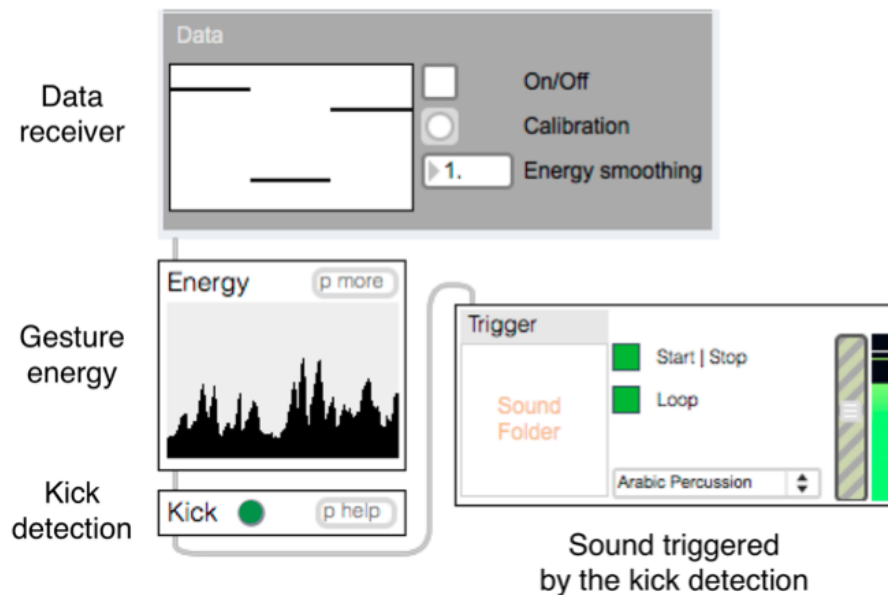 Data
Data
receiver
On/Off
Calibration
1.
Energy smoothing
Energy
p more
Gesture
energy
Trigger
Start | Stop
Sound
Folder
Loop
Arabic Percussion
Kick
detection
Kick
p help
Sound triggered
by the kick detection